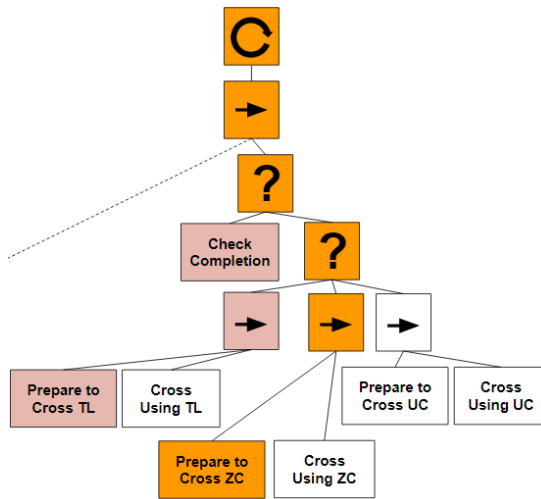 ?
Check
Completion
?
Prepare to
Cross TL
Cross
Using TL
Prepare to
Cross UC
Cross
Using UC
Prepare to
Cross ZC
Cross
Using ZC